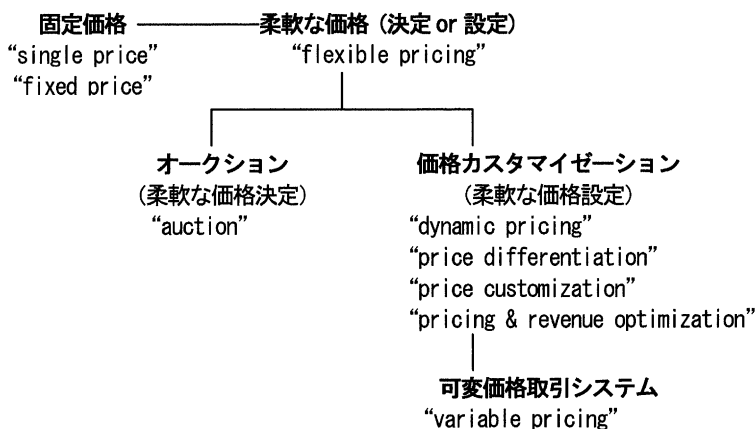 固定価格
柔軟な価格（決定 or 設定）
“single price”
“flexible pricing”
“fixed price”
オークション
価格カスタマイゼーション
（柔軟な価格決定）
（柔軟な価格設定）
“auction”
“dynamic pricing”
“price differentiation”
“price customization”
“pricing & revenue optimization”
可変価格取引システム
“variable pricing”